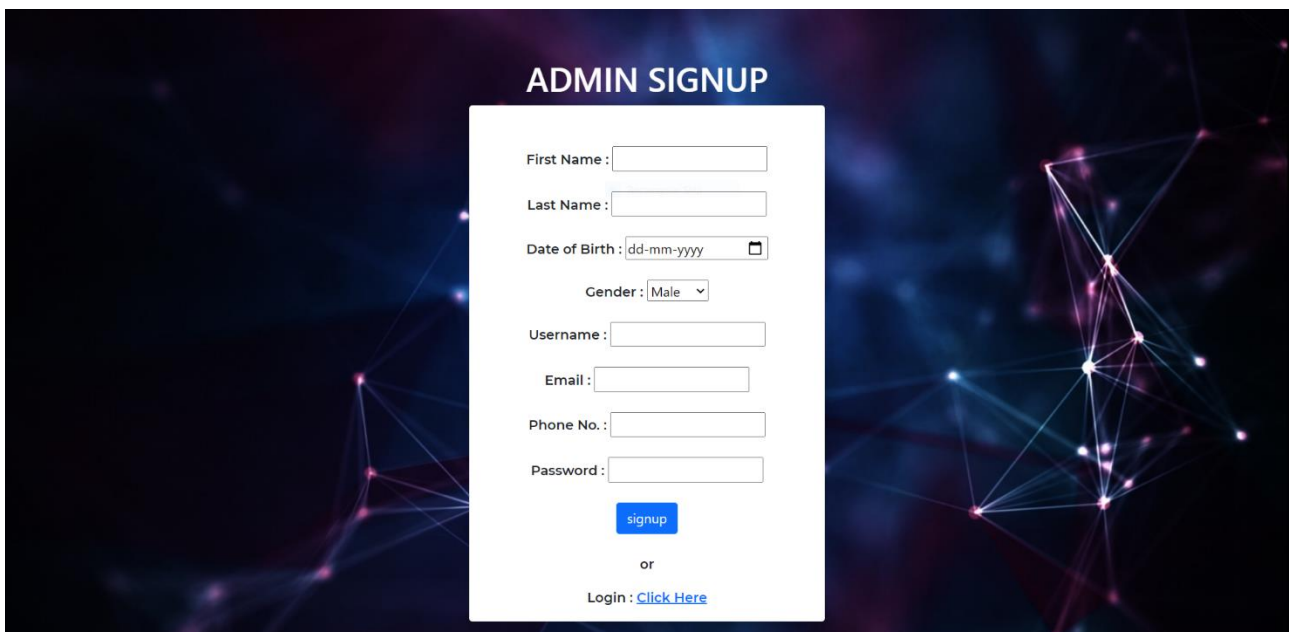 ADMIN SIGNUP
First Name :
Last Name :
Date of Birth : dd-mm-yyyy
Gender : Male
Username :
Email :
Phone No. :
Password :
signup
or
Login : Click Here